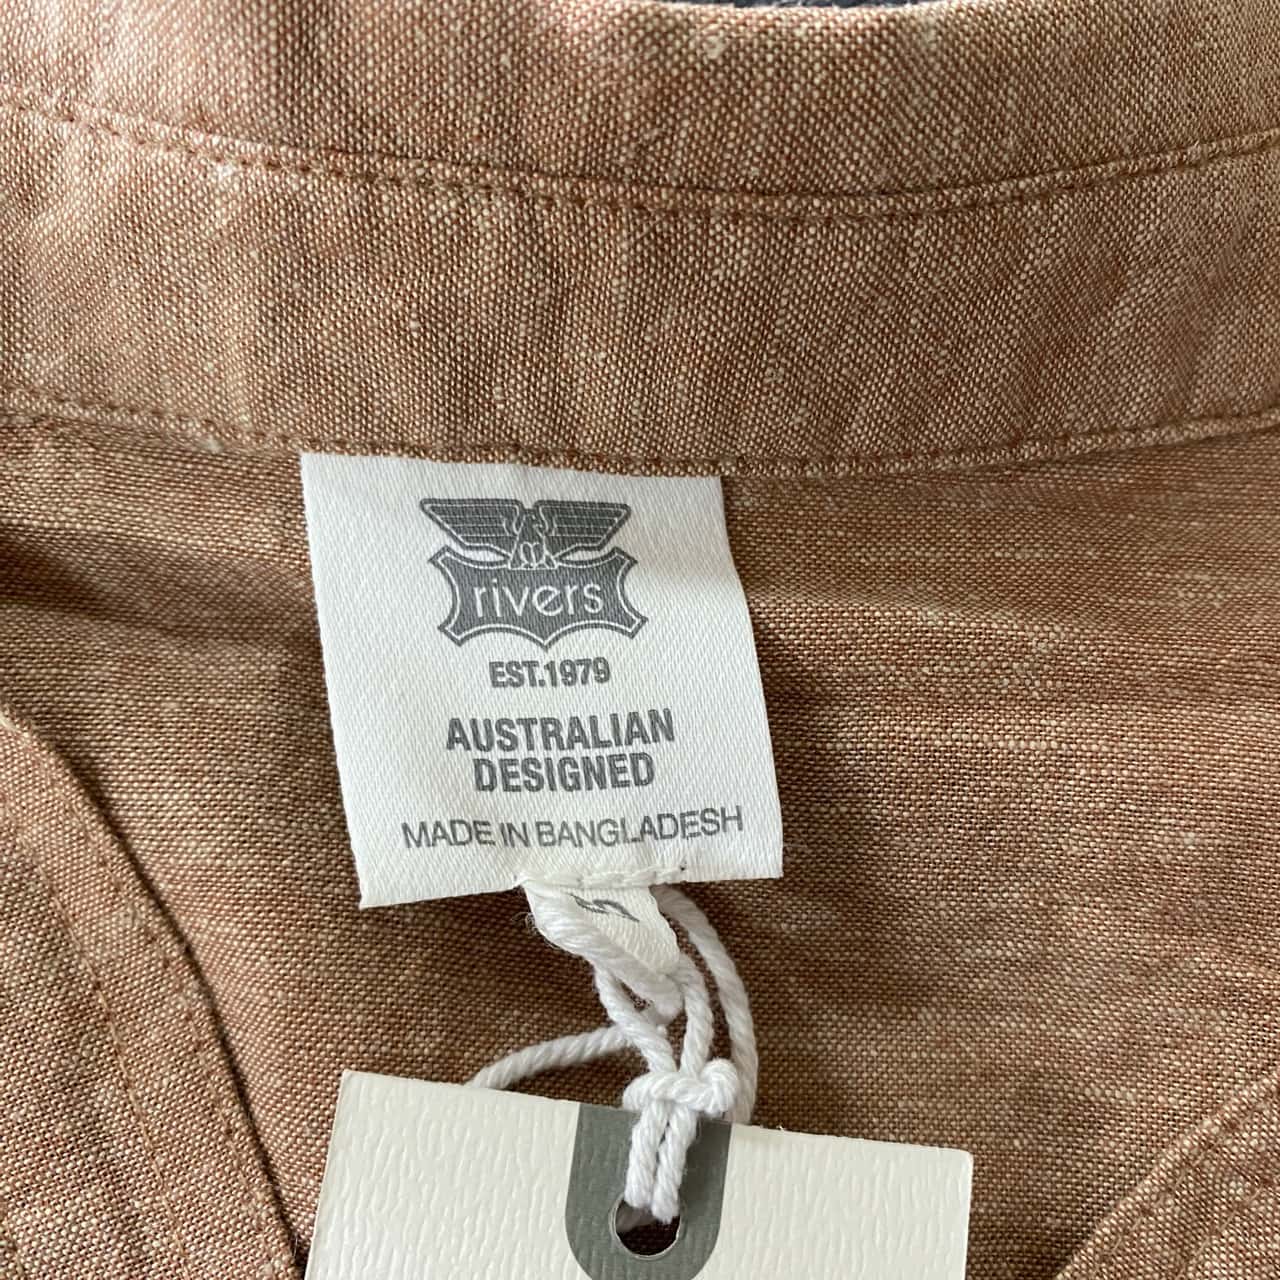 rivers
EST.1979
AUSTRALIAN
DESIGNED
MADE IN BANGLADESH